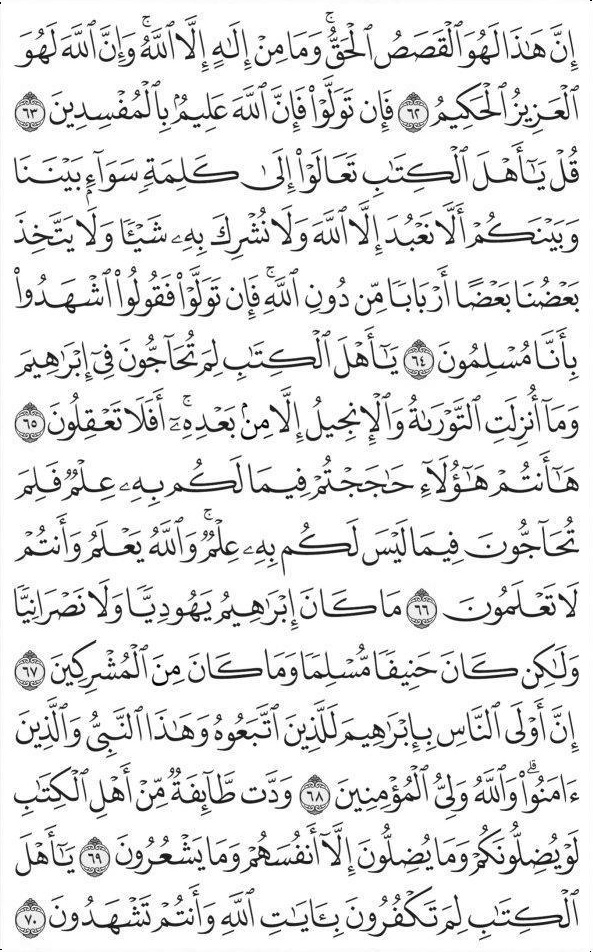 إِنَّ هَٰذَا لَهُوَ ٱلْقَصَصُ ٱلْحَقُّۚ وَمَا مِنْ إِلَٰهٍ إِلَّا ٱللَّهُۚ وَإِنَّ ٱللَّهَ لَهُوَ
ٱلْعَزِيزُ ٱلْحَكِيمُ ٦٢ فَإِن تَوَلَّوْا۟ فَإِنَّ ٱللَّهَ عَلِيمٌۢ بِٱلْمُفْسِدِينَ ٦٣
قُلْ يَٰٓأَهْلَ ٱلْكِتَٰبِ تَعَالَوْا۟ إِلَىٰ كَلِمَةٍ سَوَآءٍۭ بَيْنَنَا
وَبَيْنَكُمْ أَلَّا نَعْبُدَ إِلَّا ٱللَّهَ وَلَا نُشْرِكَ بِهِۦ شَيْـًٔا وَلَا يَتَّخِذَ
بَعْضُنَا بَعْضًا أَرْبَابًا مِّن دُونِ ٱللَّهِۚ فَإِن تَوَلَّوْا۟ فَقُولُوا۟ ٱشْهَدُوا۟
بِأَنَّا مُسْلِمُونَ ٦٤ يَٰٓأَهْلَ ٱلْكِتَٰبِ لِمَ تُحَآجُّونَ فِىٓ إِبْرَٰهِيمَ
وَمَآ أُنزِلَتِ ٱلتَّوْرَىٰةُ وَٱلْإِنجِيلُ إِلَّا مِنۢ بَعْدِهِۦٓۚ أَفَلَا تَعْقِلُونَ ٦٥
هَٰٓأَنتُمْ هَٰٓؤُلَآءِ حَٰجَجْتُمْ فِيمَا لَكُم بِهِۦ عِلْمٌ فَلِمَ
تُحَآجُّونَ فِيمَا لَيْسَ لَكُم بِهِۦ عِلْمٌۚ وَٱللَّهُ يَعْلَمُ وَأَنتُمْ
لَا تَعْلَمُونَ ٦٦ مَا كَانَ إِبْرَٰهِيمُ يَهُودِيًّا وَلَا نَصْرَانِيًّا
وَلَٰكِن كَانَ حَنِيفًا مُّسْلِمًا وَمَا كَانَ مِنَ ٱلْمُشْرِكِينَ ٦٧
إِنَّ أَوْلَى ٱلنَّاسِ بِإِبْرَٰهِيمَ لَلَّذِينَ ٱتَّبَعُوهُ وَهَٰذَا ٱلنَّبِىُّ وَٱلَّذِينَ
ءَامَنُوا۟ۗ وَٱللَّهُ وَلِىُّ ٱلْمُؤْمِنِينَ ٦٨ وَدَّت طَّآئِفَةٌ مِّنْ أَهْلِ ٱلْكِتَٰبِ
لَوْ يُضِلُّونَكُمْ وَمَا يُضِلُّونَ إِلَّآ أَنفُسَهُمْ وَمَا يَشْعُرُونَ ٦٩ يَٰٓأَهْلَ
ٱلْكِتَٰبِ لِمَ تَكْفُرُونَ بِـَٔايَٰتِ ٱللَّهِ وَأَنتُمْ تَشْهَدُونَ ٧٠